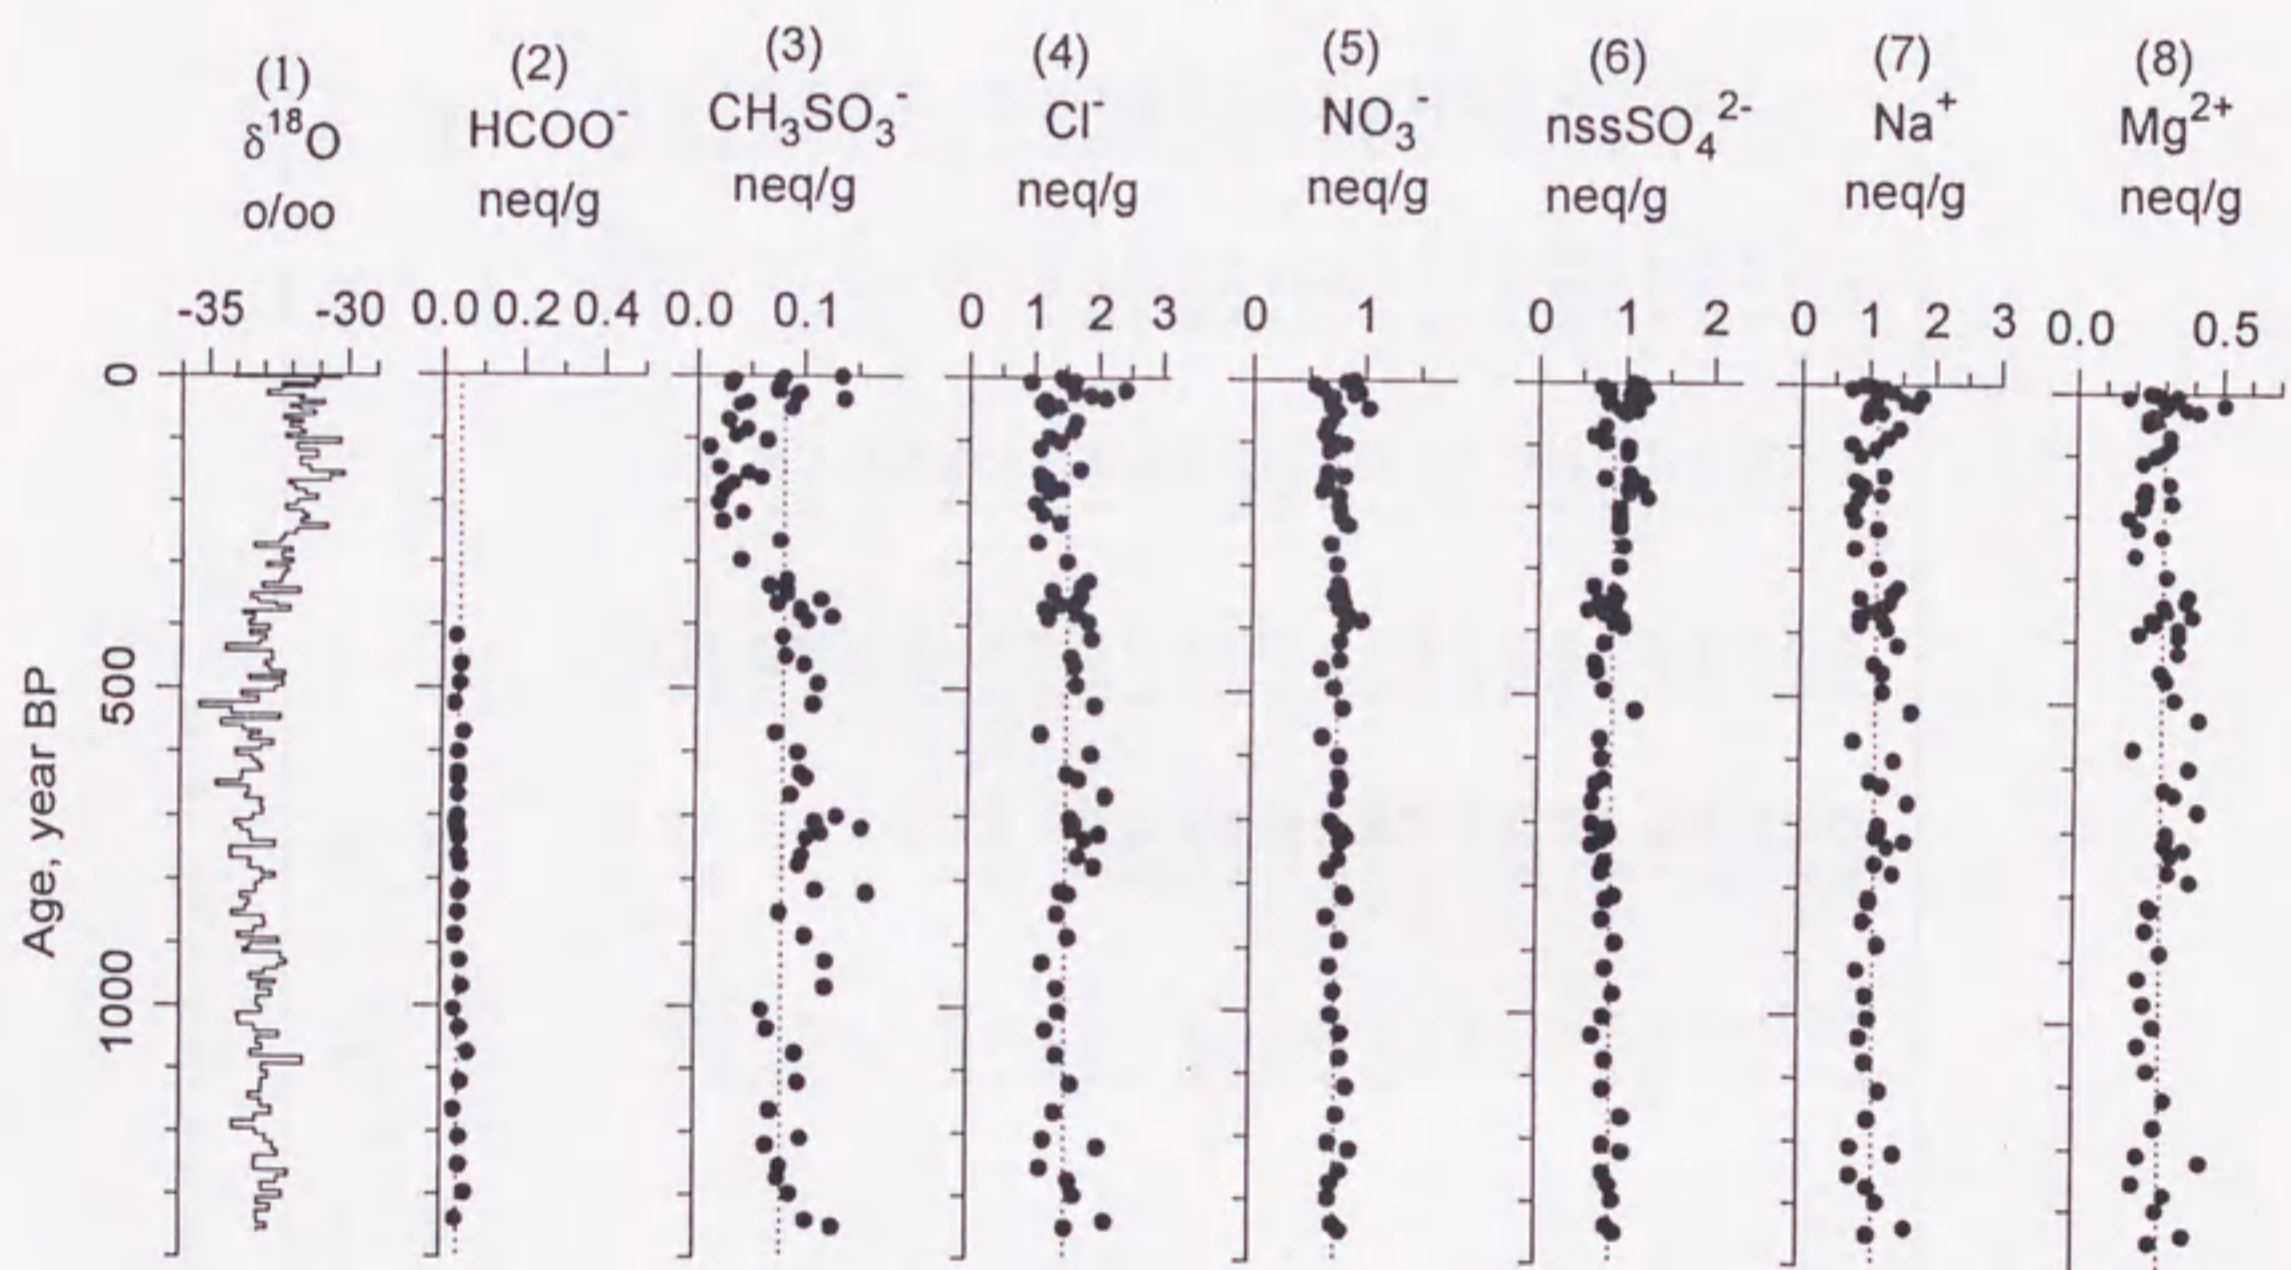 (1) (2) (3) (4) (5) (6) (7) (8)
δ¹⁸O HCOO⁻ CH₃SO₃⁻ Cl⁻ NO₃⁻ nssSO₄²⁻ Na⁺ Mg²⁺
o/oo neq/g neq/g neq/g neq/g neq/g neq/g neq/g
-35 -30 0.0 0.2 0.4 0.0 0.1 0 1 2 3 0 1 0 1 2 0 1 2 3 0.0 0.5
0
500
1000
Age, year BP